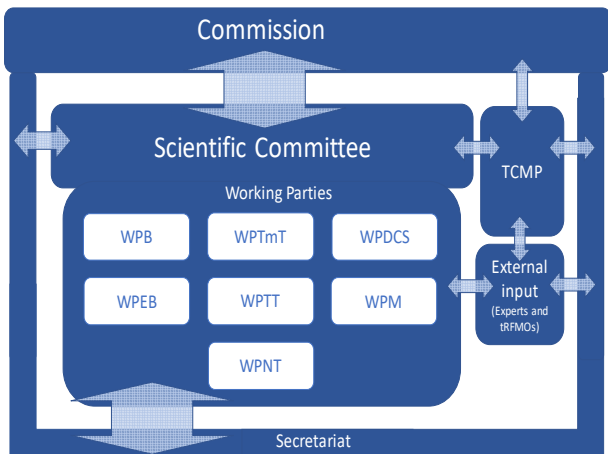 Commission
Scientific Committee
TCMP
Working Parties
WPB
WPTmT
WPDCS
WPEB
WPTT
WPM
WPNT
External
input
(Experts and
tRFMOs)
Secretariat